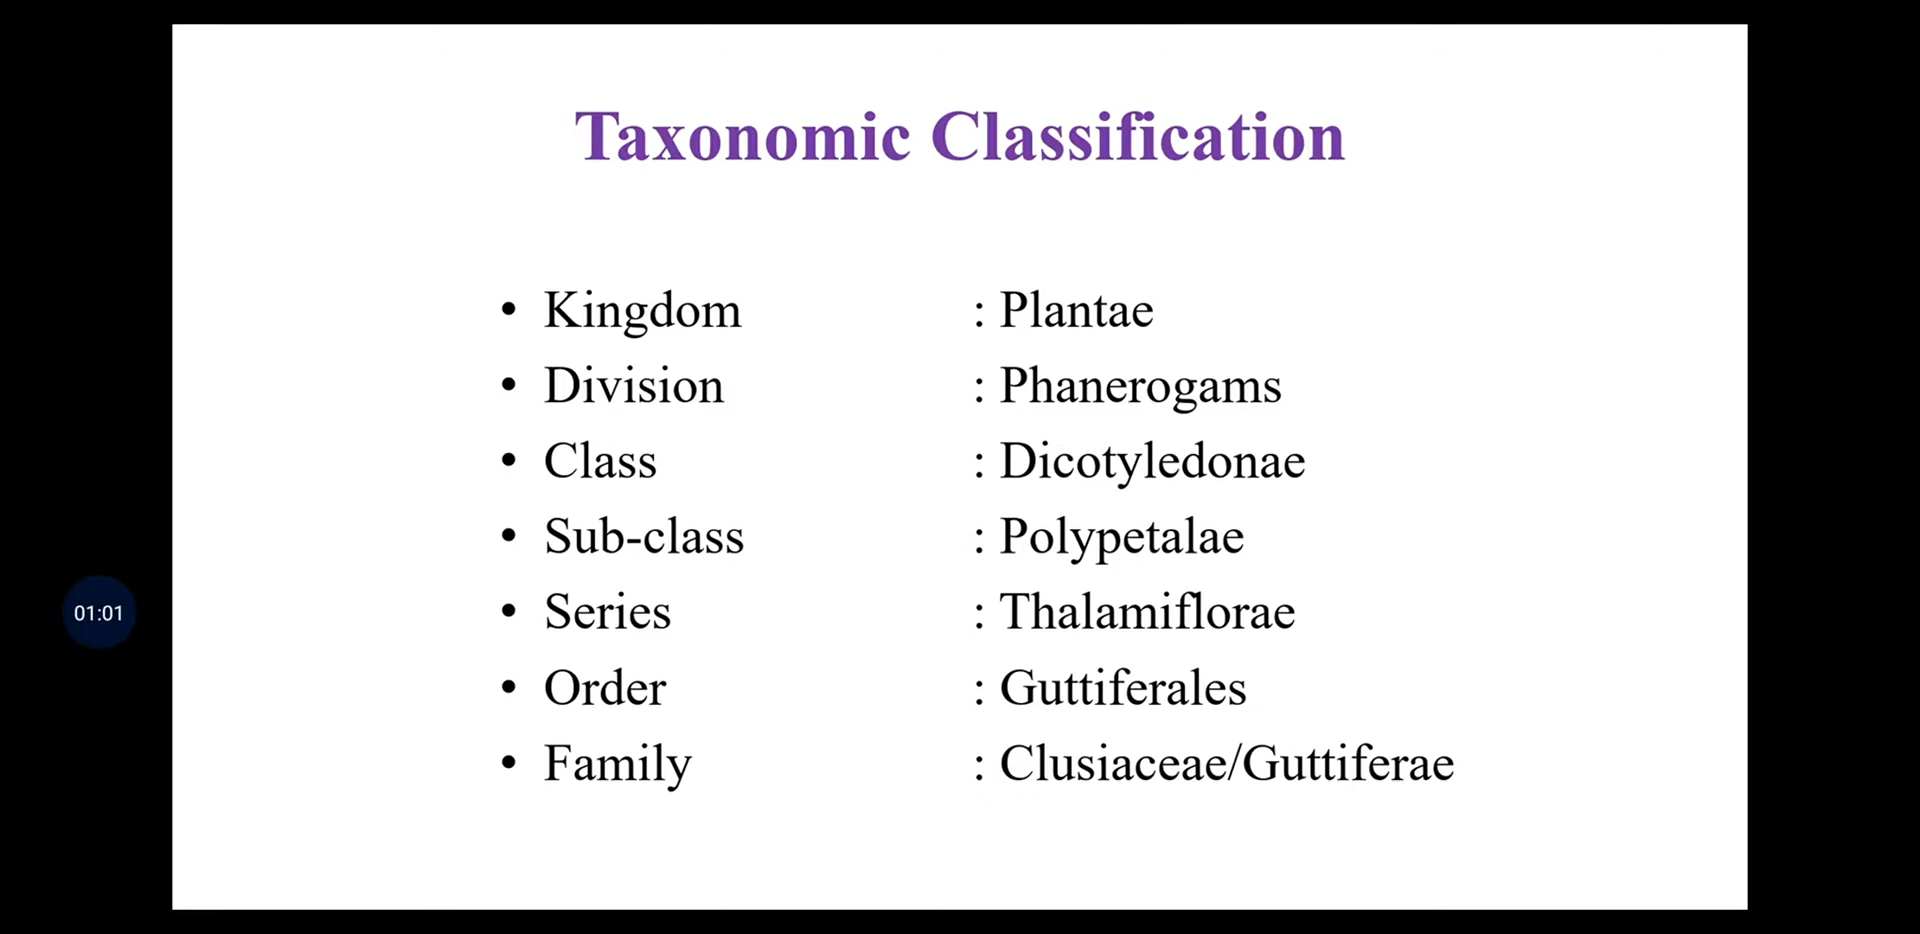 Taxonomic Classification
• Kingdom : Plantae
• Division : Phanerogams
• Class : Dicotyledonae
• Sub-class : Polypetalae
• Series : Thalamiflorae
• Order : Guttiferales
• Family : Clusiaceae/Guttiferae
01:01